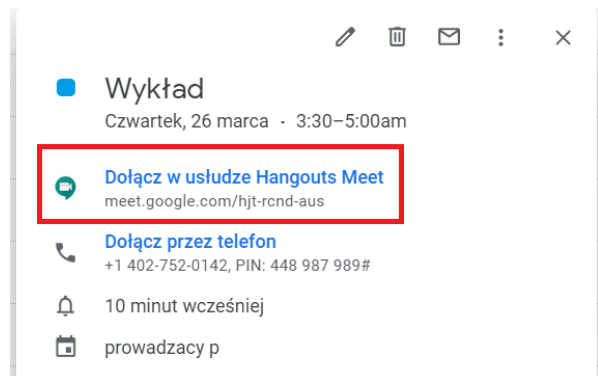 Wykład
Czwartek, 26 marca · 3:30–5:00am
Dołącz w usłudze Hangouts Meet
meet.google.com/hjt-rcnd-aus
Dołącz przez telefon
+1 402-752-0142, PIN: 448 987 989#
10 minut wcześniej
prowadzacy p